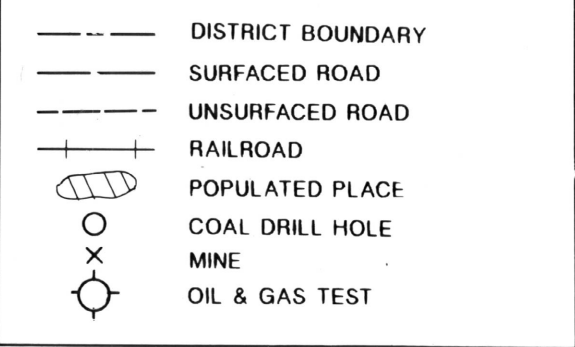 DISTRICT BOUNDARY
SURFACED ROAD
UNSURFACED ROAD
RAILROAD
POPULATED PLACE
COAL DRILL HOLE
MINE
OIL & GAS TEST